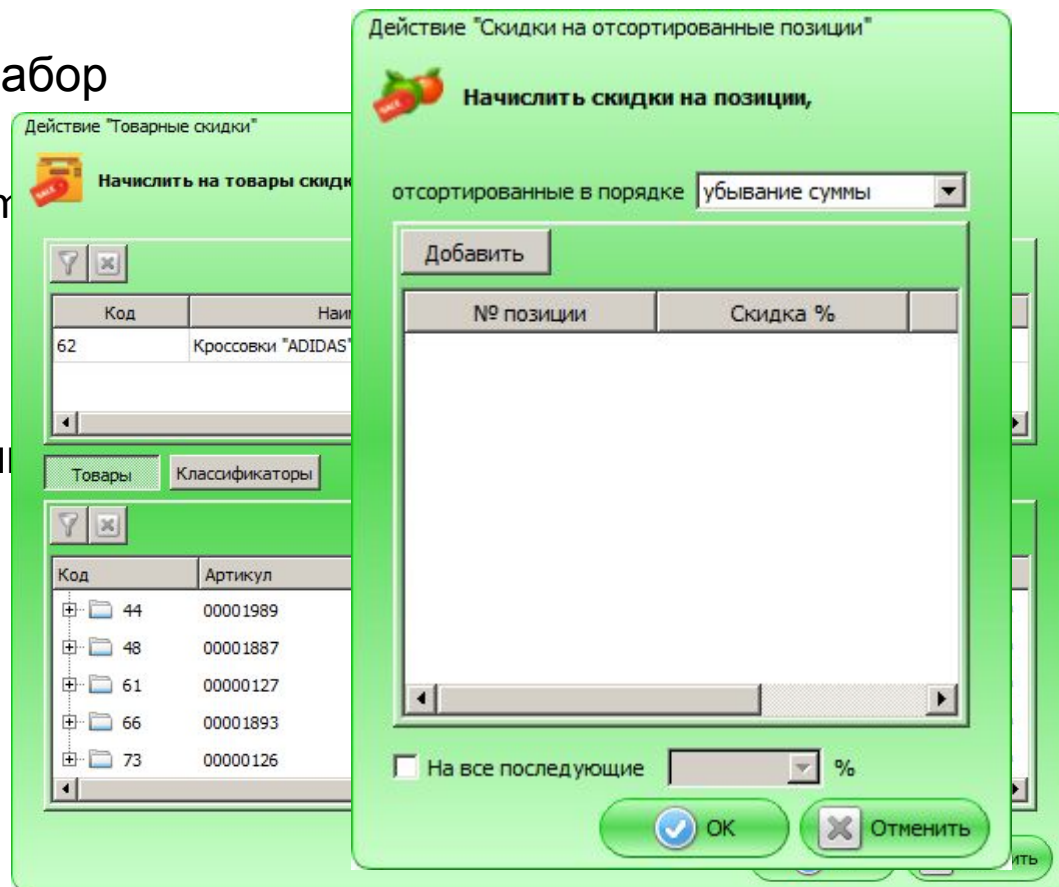 абор
Действие "Скидки на отсортированные позиции"
Начислить скидки на позиции,
отсортированные в порядке убывание суммы
Добавить
№ позиции Скидка %
На все последующие %
ОК Отменить
Действие "Товарные скидки"
Начислить на товары
Код
62 Кроссовки "ADIDAS"
Товары Классификаторы
Код Артикул
44 00001989
48 00001887
61 00000127
66 00001893
73 00000126